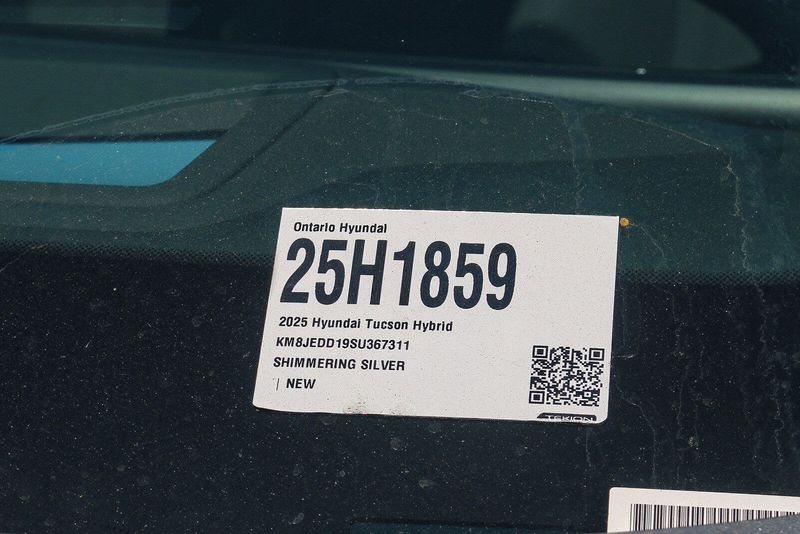 Ontario Hyundai
25H1859
2025 Hyundai Tucson Hybrid
KM8JEDD19SU367311
SHIMMERING SILVER
| NEW
TEKION